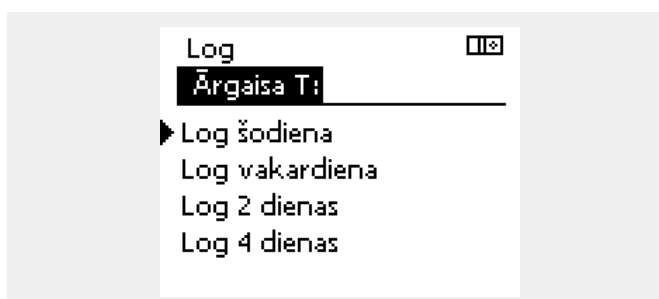 Log
Ārgaisa T:
Log šodiena
Log vakardiena
Log 2 dienas
Log 4 dienas